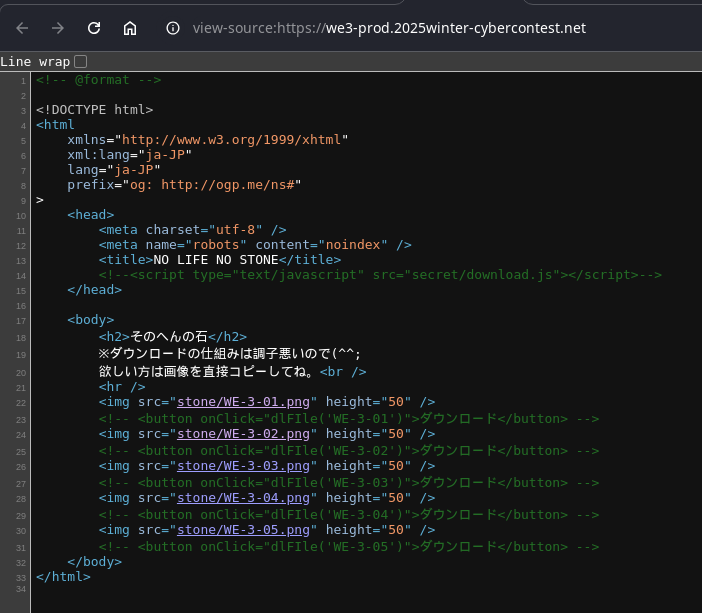 view-source:https://we3-prod.2025winter-cybercontest.net
Line wrap
1 <!-- @format -->
2
3 <!DOCTYPE html>
4 <html
5 xmlns="http://www.w3.org/1999/xhtml"
6 xml:lang="ja-JP"
7 lang="ja-JP"
8 prefix="og: http://ogp.me/ns#"
9 >
10 <head>
11 <meta charset="utf-8" />
12 <meta name="robots" content="noindex" />
13 <title>NO LIFE NO STONE</title>
14 <!--<script type="text/javascript" src="secret/download.js"></script>-->
15 </head>
16
17 <body>
18 <h2>そのへんの石</h2>
19 ※ダウンロードの仕組みは調子悪いので(^^;
20 欲しい方は画像を直接コピーしてね。<br />
21 <hr />
22 <img src="stone/WE-3-01.png" height="50" />
23 <!-- <button onClick="dlFIle('WE-3-01')">ダウンロード</button> -->
24 <img src="stone/WE-3-02.png" height="50" />
25 <!-- <button onClick="dlFIle('WE-3-02')">ダウンロード</button> -->
26 <img src="stone/WE-3-03.png" height="50" />
27 <!-- <button onClick="dlFIle('WE-3-03')">ダウンロード</button> -->
28 <img src="stone/WE-3-04.png" height="50" />
29 <!-- <button onClick="dlFIle('WE-3-04')">ダウンロード</button> -->
30 <img src="stone/WE-3-05.png" height="50" />
31 <!-- <button onClick="dlFIle('WE-3-05')">ダウンロード</button> -->
32 </body>
33 </html>
34